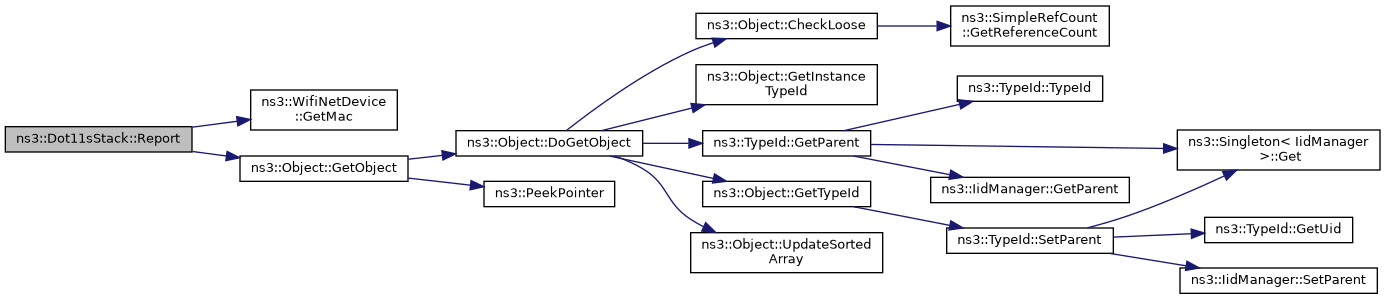 ns3::Dot11sStack::Report
ns3::WifiNetDevice
::GetMac
ns3::Object::GetObject
ns3::Object::DoGetObject
ns3::PeekPointer
ns3::Object::CheckLoose
ns3::Object::GetInstance
TypeId
ns3::TypeId::GetParent
ns3::Object::GetTypeId
ns3::Object::UpdateSorted
Array
ns3::SimpleRefCount
::GetReferenceCount
ns3::TypeId::TypeId
ns3::IidManager::GetParent
ns3::TypeId::SetParent
ns3::Singleton< IidManager
>::Get
ns3::TypeId::GetUid
ns3::IidManager::SetParent